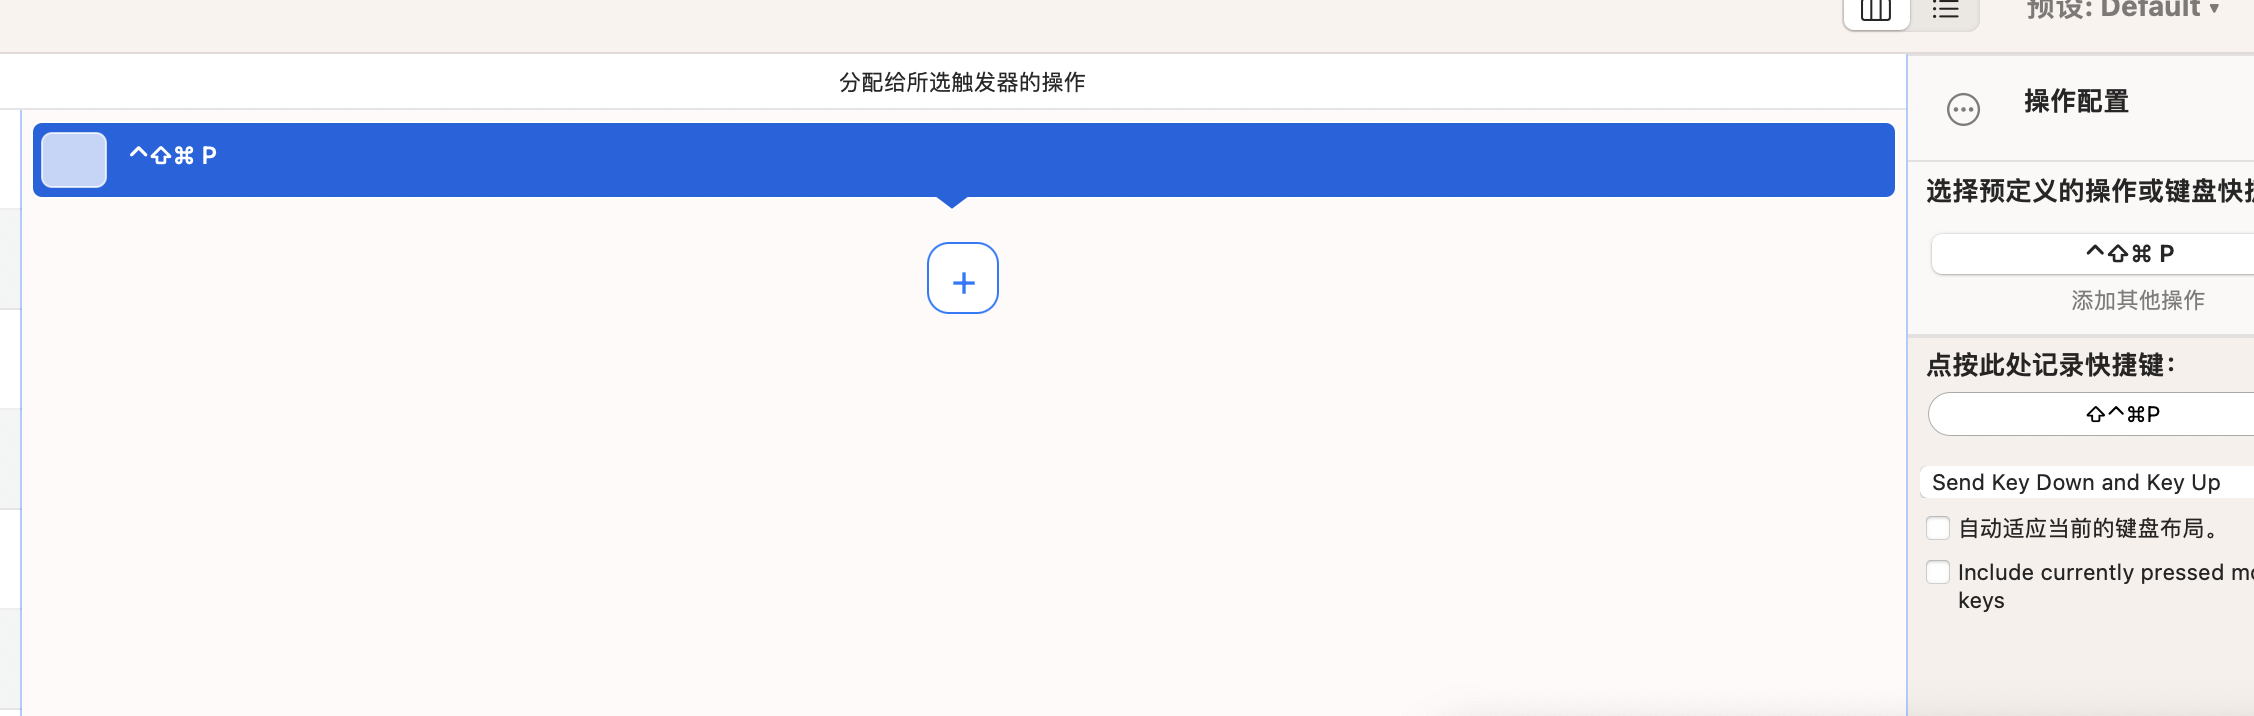 预设: Default
分配给所选触发器的操作
操作配置
^⇧⌘ P
选择预定义的操作或键盘快
^⇧⌘ P
添加其他操作
点按此处记录快捷键：
⇧^⌘P
Send Key Down and Key Up
自动适应当前的键盘布局。
Include currently pressed
keys